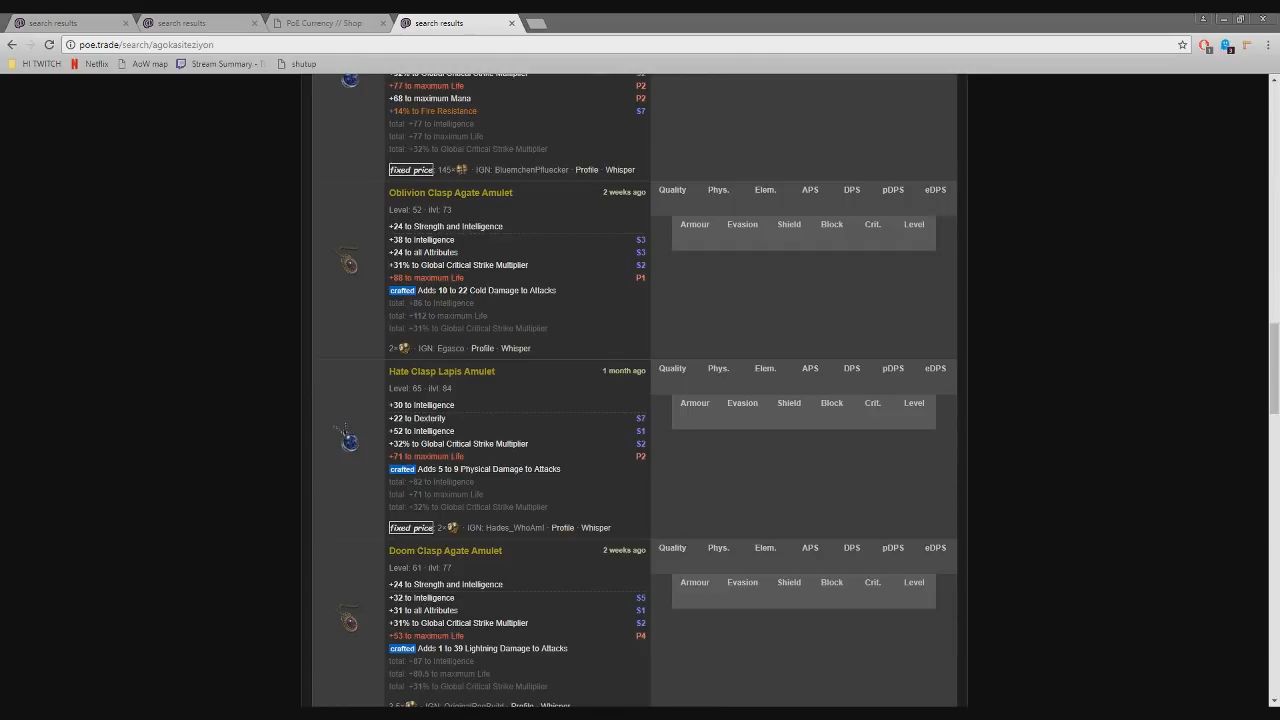 search results
search results
PoE Currency // Shop
search results
poe.trade/search/agokasiteziyon
HI TWITCH
Netflix
AoW map
Stream Summary - T
shutup
+32% to Global Critical Strike Multiplier S2
+77 to maximum Life P2
+68 to maximum Mana P2
+14% to Fire Resistance S7
total: +77 to Intelligence
total: +77 to maximum Life
total: +32% to Global Critical Strike Multiplier
fixed price: 145× · IGN: BluemchenPfluecker · Profile · Whisper
Oblivion Clasp Agate Amulet 2 weeks ago
Quality Phys. Elem. APS DPS pDPS eDPS
Level: 52 · ilvl: 73
Armour Evasion Shield Block Crit. Level
+24 to Strength and Intelligence
+38 to Intelligence S3
+24 to all Attributes S3
+31% to Global Critical Strike Multiplier S2
+88 to maximum Life P1
crafted Adds 10 to 22 Cold Damage to Attacks
total: +86 to Intelligence
total: +112 to maximum Life
total: +31% to Global Critical Strike Multiplier
2× · IGN: Egasco · Profile · Whisper
Hate Clasp Lapis Amulet 1 month ago
Quality Phys. Elem. APS DPS pDPS eDPS
Level: 65 · ilvl: 84
Armour Evasion Shield Block Crit. Level
+30 to Intelligence
+22 to Dexterity S7
+52 to Intelligence S1
+32% to Global Critical Strike Multiplier S2
+71 to maximum Life P2
crafted Adds 5 to 9 Physical Damage to Attacks
total: +82 to Intelligence
total: +71 to maximum Life
total: +32% to Global Critical Strike Multiplier
fixed price: 2× · IGN: Hades_WhoAmI · Profile · Whisper
Doom Clasp Agate Amulet 2 weeks ago
Quality Phys. Elem. APS DPS pDPS eDPS
Level: 61 · ilvl: 77
Armour Evasion Shield Block Crit. Level
+24 to Strength and Intelligence
+32 to Intelligence S5
+31 to all Attributes S1
+31% to Global Critical Strike Multiplier S2
+53 to maximum Life P4
crafted Adds 1 to 39 Lightning Damage to Attacks
total: +87 to Intelligence
total: +80.5 to maximum Life
total: +31% to Global Critical Strike Multiplier
Profile · Whisper